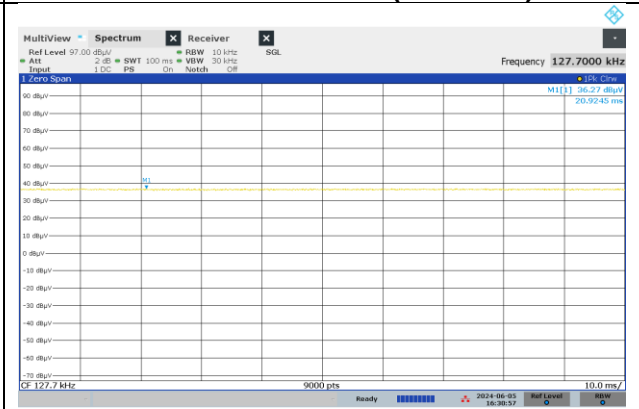 MultiView Spectrum X Receiver X
Ref Level 97.00 dBµV RBW 10 kHz SGL
Att 2 dB SWT 100 ms VBW 30 kHz Frequency 127.7000 kHz
Input 1 DC PS On Notch Off
1 Zero Span 1Pk Clrw
M1[1] 36.27 dBµV
20.9245 ms
90 dBµV
80 dBµV
70 dBµV
60 dBµV
50 dBµV
40 dBµV
M1
30 dBµV
20 dBµV
10 dBµV
0 dBµV
-10 dBµV
-20 dBµV
-30 dBµV
-40 dBµV
-50 dBµV
-60 dBµV
-70 dBµV
CF 127.7 kHz 9000 pts 10.0 ms/
Ready 2024-06-05 Ref Level RBW
16:30:57